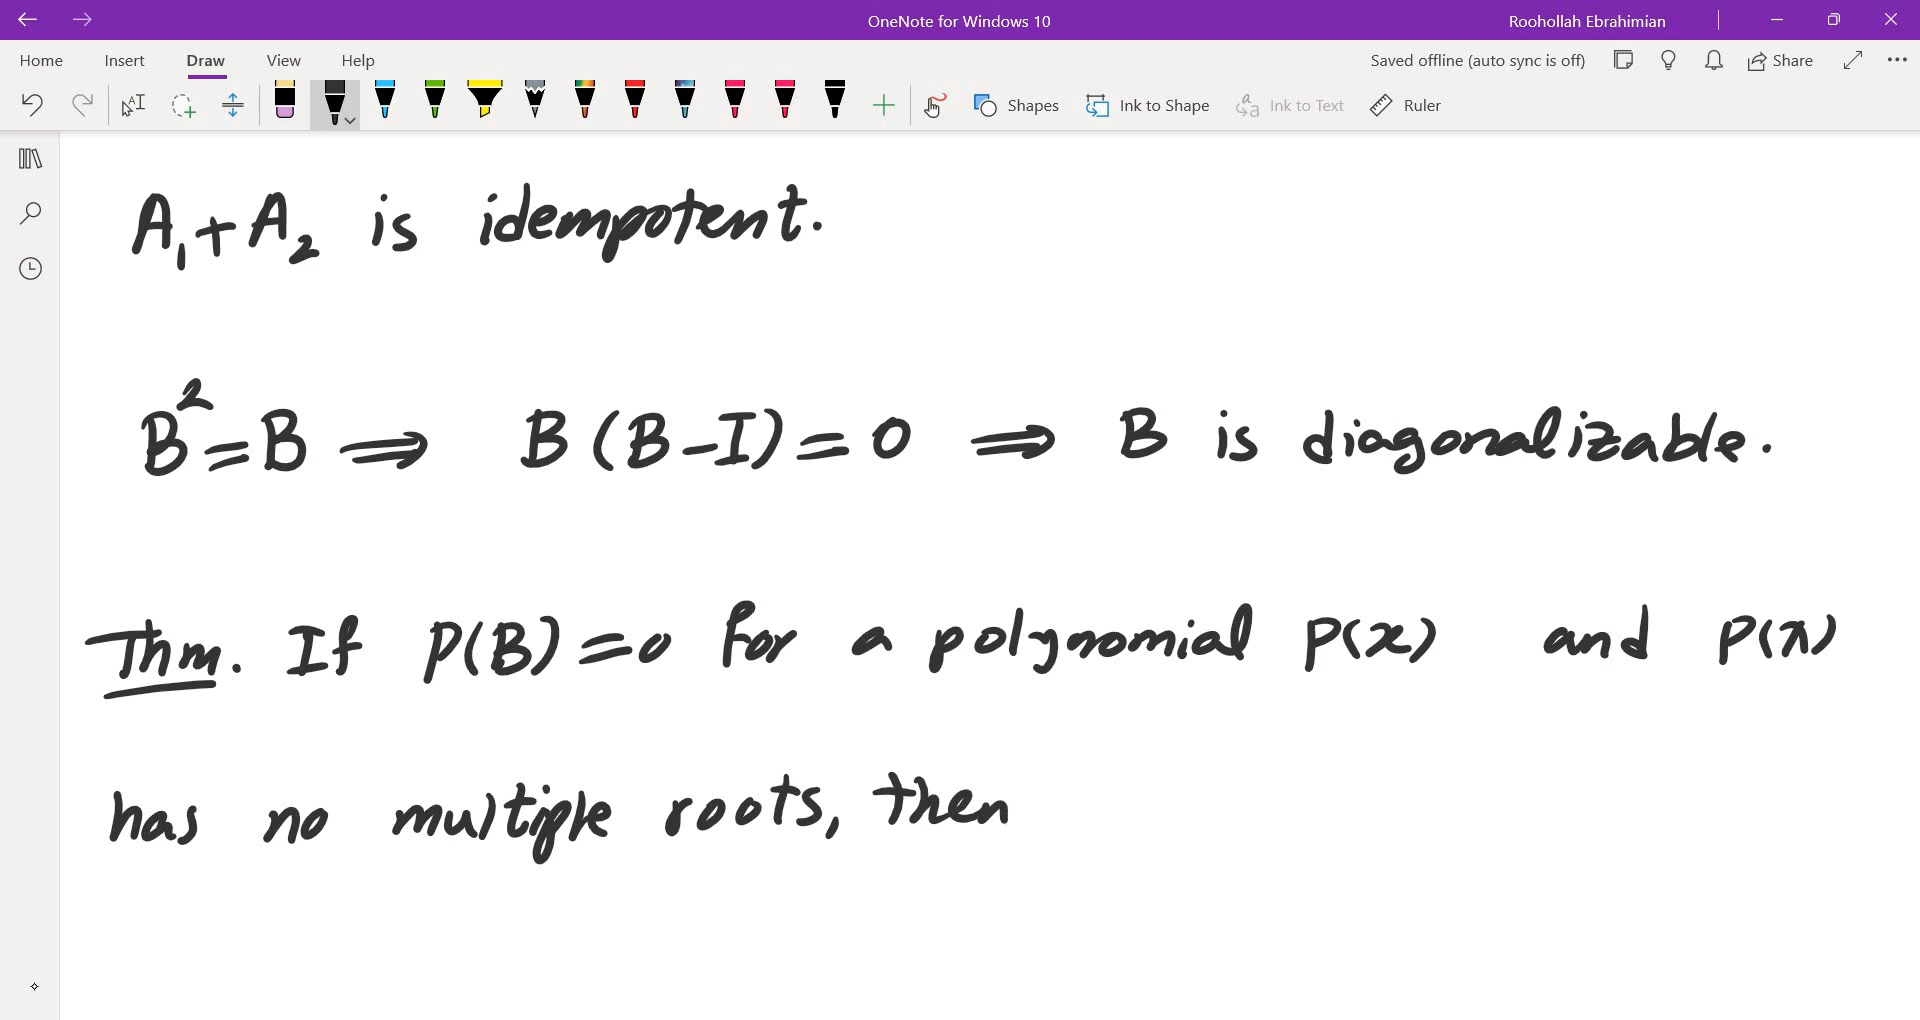 OneNote for Windows 10
Roohollah Ebrahimian
Home Insert Draw View Help
Saved offline (auto sync is off) Share
Shapes Ink to Shape Ink to Text Ruler
A₁+A₂ is idempotent.
B²=B ⟹ B(B-I)=0 ⟹ B is diagonalizable.
Thm. If P(B)=0 for a polynomial P(x) and P(x)
has no multiple roots, then